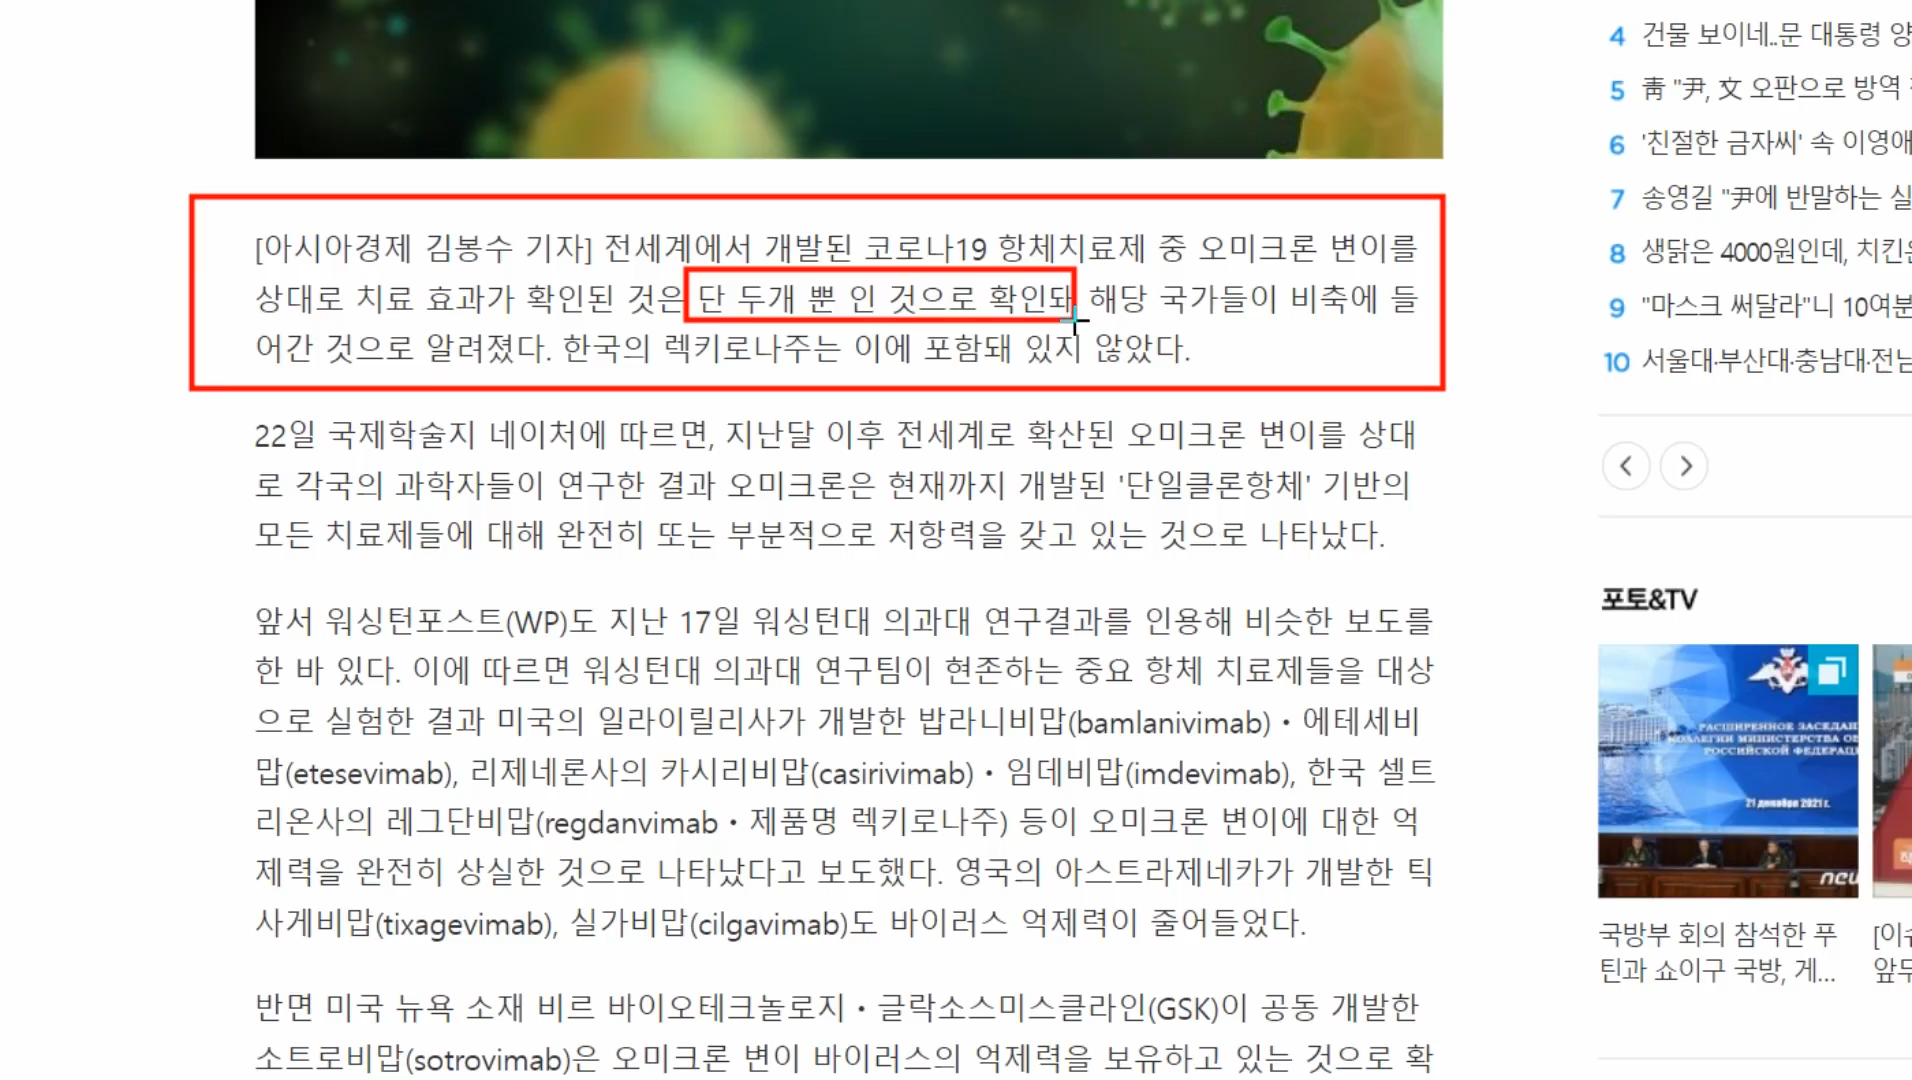 [아시아경제 김봉수 기자] 전세계에서 개발된 코로나19 항체치료제 중 오미크론 변이를
상대로 치료 효과가 확인된 것은 단 두개 뿐 인 것으로 확인돼 해당 국가들이 비축에 들
어간 것으로 알려졌다. 한국의 렉키로나주는 이에 포함돼 있지 않았다.
22일 국제학술지 네이처에 따르면, 지난달 이후 전세계로 확산된 오미크론 변이를 상대
로 각국의 과학자들이 연구한 결과 오미크론은 현재까지 개발된 '단일클론항체' 기반의
모든 치료제들에 대해 완전히 또는 부분적으로 저항력을 갖고 있는 것으로 나타났다.
앞서 워싱턴포스트(WP)도 지난 17일 워싱턴대 의과대 연구결과를 인용해 비슷한 보도를
한 바 있다. 이에 따르면 워싱턴대 의과대 연구팀이 현존하는 중요 항체 치료제들을 대상
으로 실험한 결과 미국의 일라이릴리사가 개발한 밥라니비맙(bamlanivimab)・에테세비
맙(etesevimab), 리제네론사의 카시리비맙(casirivimab)・임데비맙(imdevimab), 한국 셀트
리온사의 레그단비맙(regdanvimab・제품명 렉키로나주) 등이 오미크론 변이에 대한 억
제력을 완전히 상실한 것으로 나타났다고 보도했다. 영국의 아스트라제네카가 개발한 틱
사게비맙(tixagevimab), 실가비맙(cilgavimab)도 바이러스 억제력이 줄어들었다.
반면 미국 뉴욕 소재 비르 바이오테크놀로지・글락소스미스클라인(GSK)이 공동 개발한
소트로비맙(sotrovimab)은 오미크론 변이 바이러스의 억제력을 보유하고 있는 것으로 확
4 건물 보이네..문 대통령 양
5 靑 "尹, 文 오판으로 방역
6 '친절한 금자씨' 속 이영애
7 송영길 "尹에 반말하는 실
8 생닭은 4000원인데, 치킨은
9 "마스크 써달라"니 10여분
10 서울대·부산대·충남대·전남
포토&TV
РАСШИРЕННОЕ ЗАСЕДАН
КОЛЛЕГИИ МИНИСТЕРСТВА ОБ
РОССИЙСКОЙ ФЕДЕРАЦ
21 декабря 2021 г.
new
국방부 회의 참석한 푸
틴과 쇼이구 국방, 게...
[이슈
앞두